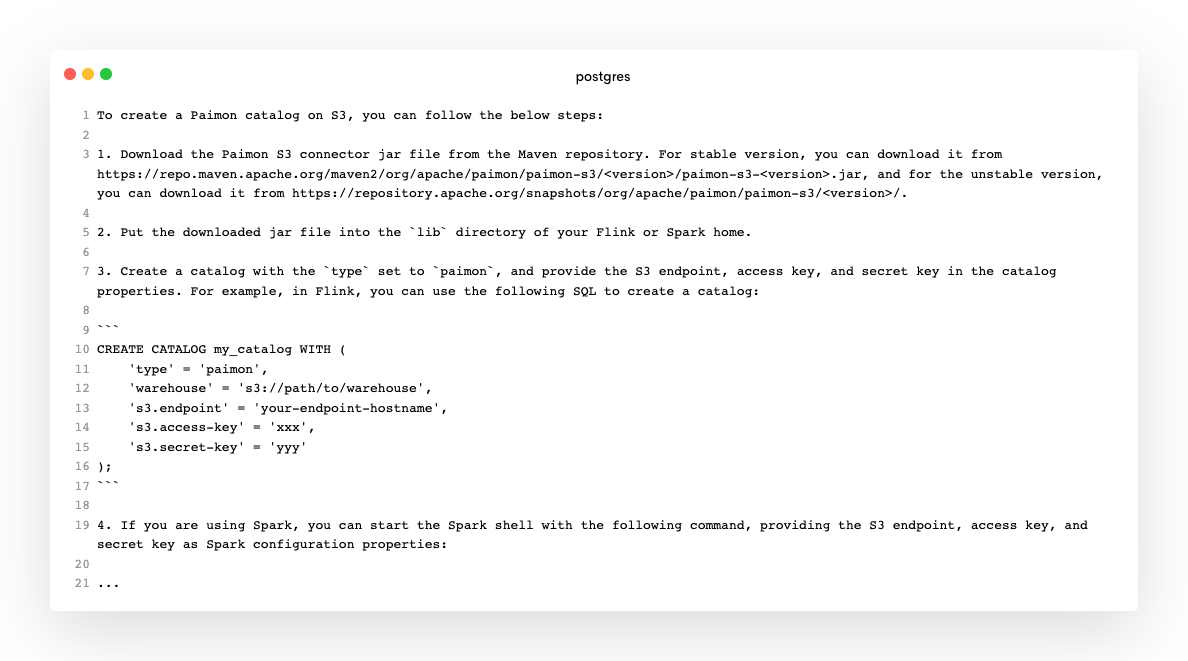 postgres
1 To create a Paimon catalog on S3, you can follow the below steps:
2
3 1. Download the Paimon S3 connector jar file from the Maven repository. For stable version, you can download it from
https://repo.maven.apache.org/maven2/org/apache/paimon/paimon-s3/<version>/paimon-s3-<version>.jar, and for the unstable version,
you can download it from https://repository.apache.org/snapshots/org/apache/paimon/paimon-s3/<version>/.
4
5 2. Put the downloaded jar file into the `lib` directory of your Flink or Spark home.
6
7 3. Create a catalog with the `type` set to `paimon`, and provide the S3 endpoint, access key, and secret key in the catalog
properties. For example, in Flink, you can use the following SQL to create a catalog:
8
9 ```
10 CREATE CATALOG my_catalog WITH (
11     'type' = 'paimon',
12     'warehouse' = 's3://path/to/warehouse',
13     's3.endpoint' = 'your-endpoint-hostname',
14     's3.access-key' = 'xxx',
15     's3.secret-key' = 'yyy'
16 );
17 ```
18
19 4. If you are using Spark, you can start the Spark shell with the following command, providing the S3 endpoint, access key, and
secret key as Spark configuration properties:
20
21 ...